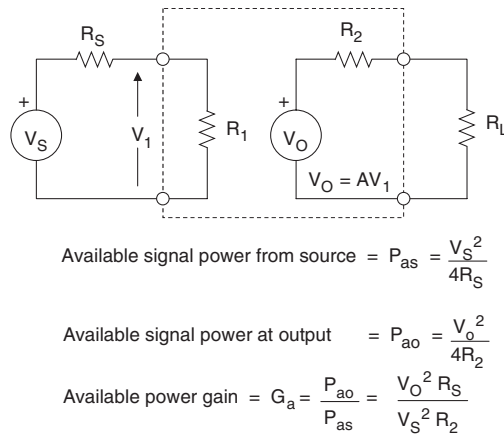 R_S
R_2
+
V_S
V_1
R_1
+
V_O
R_L
V_O = AV_1
Available signal power from source = P_as = V_S^2 / 4R_S
Available signal power at output = P_ao = V_o^2 / 4R_2
Available power gain = G_a = P_ao / P_as = V_O^2 R_S / V_S^2 R_2